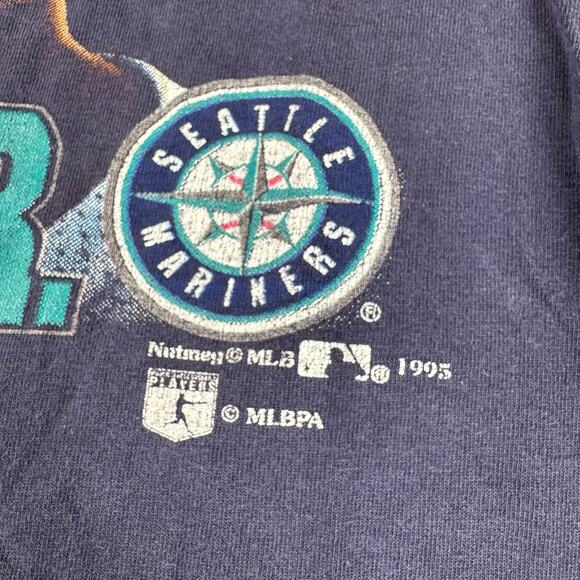 R.
SEATTLE
MARINERS
®
Nutmeg © MLB ® 1995
PLAYERS
© MLBPA